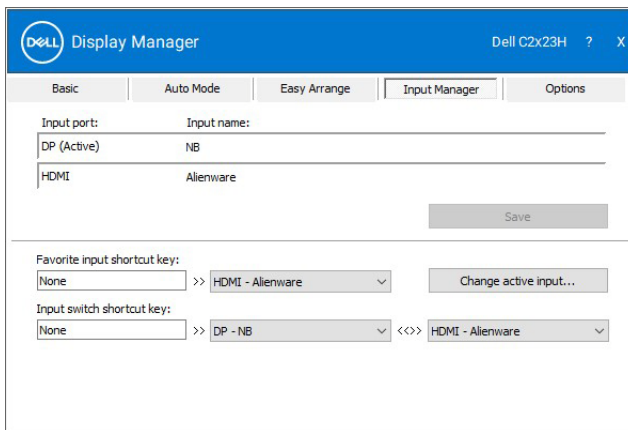 DELL Display Manager Dell C2x23H ? X
Basic Auto Mode Easy Arrange Input Manager Options
Input port: Input name:
DP (Active) NB
HDMI Alienware
Save
Favorite input shortcut key:
None >> HDMI - Alienware Change active input...
Input switch shortcut key:
None >> DP - NB <<>> HDMI - Alienware